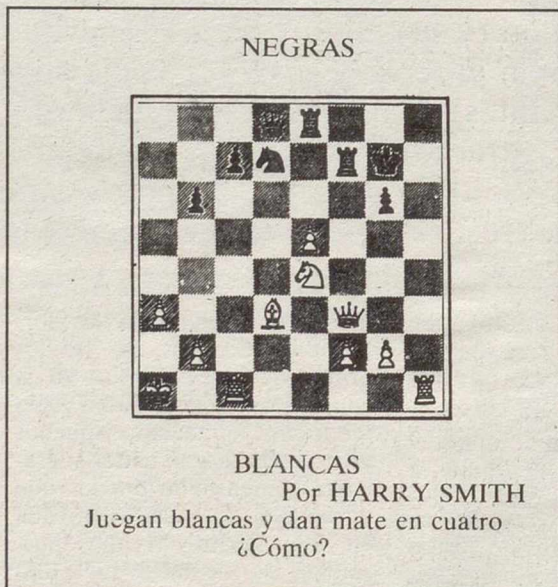 NEGRAS
BLANCAS
Por HARRY SMITH
Juegan blancas y dan mate en cuatro
¿Cómo?